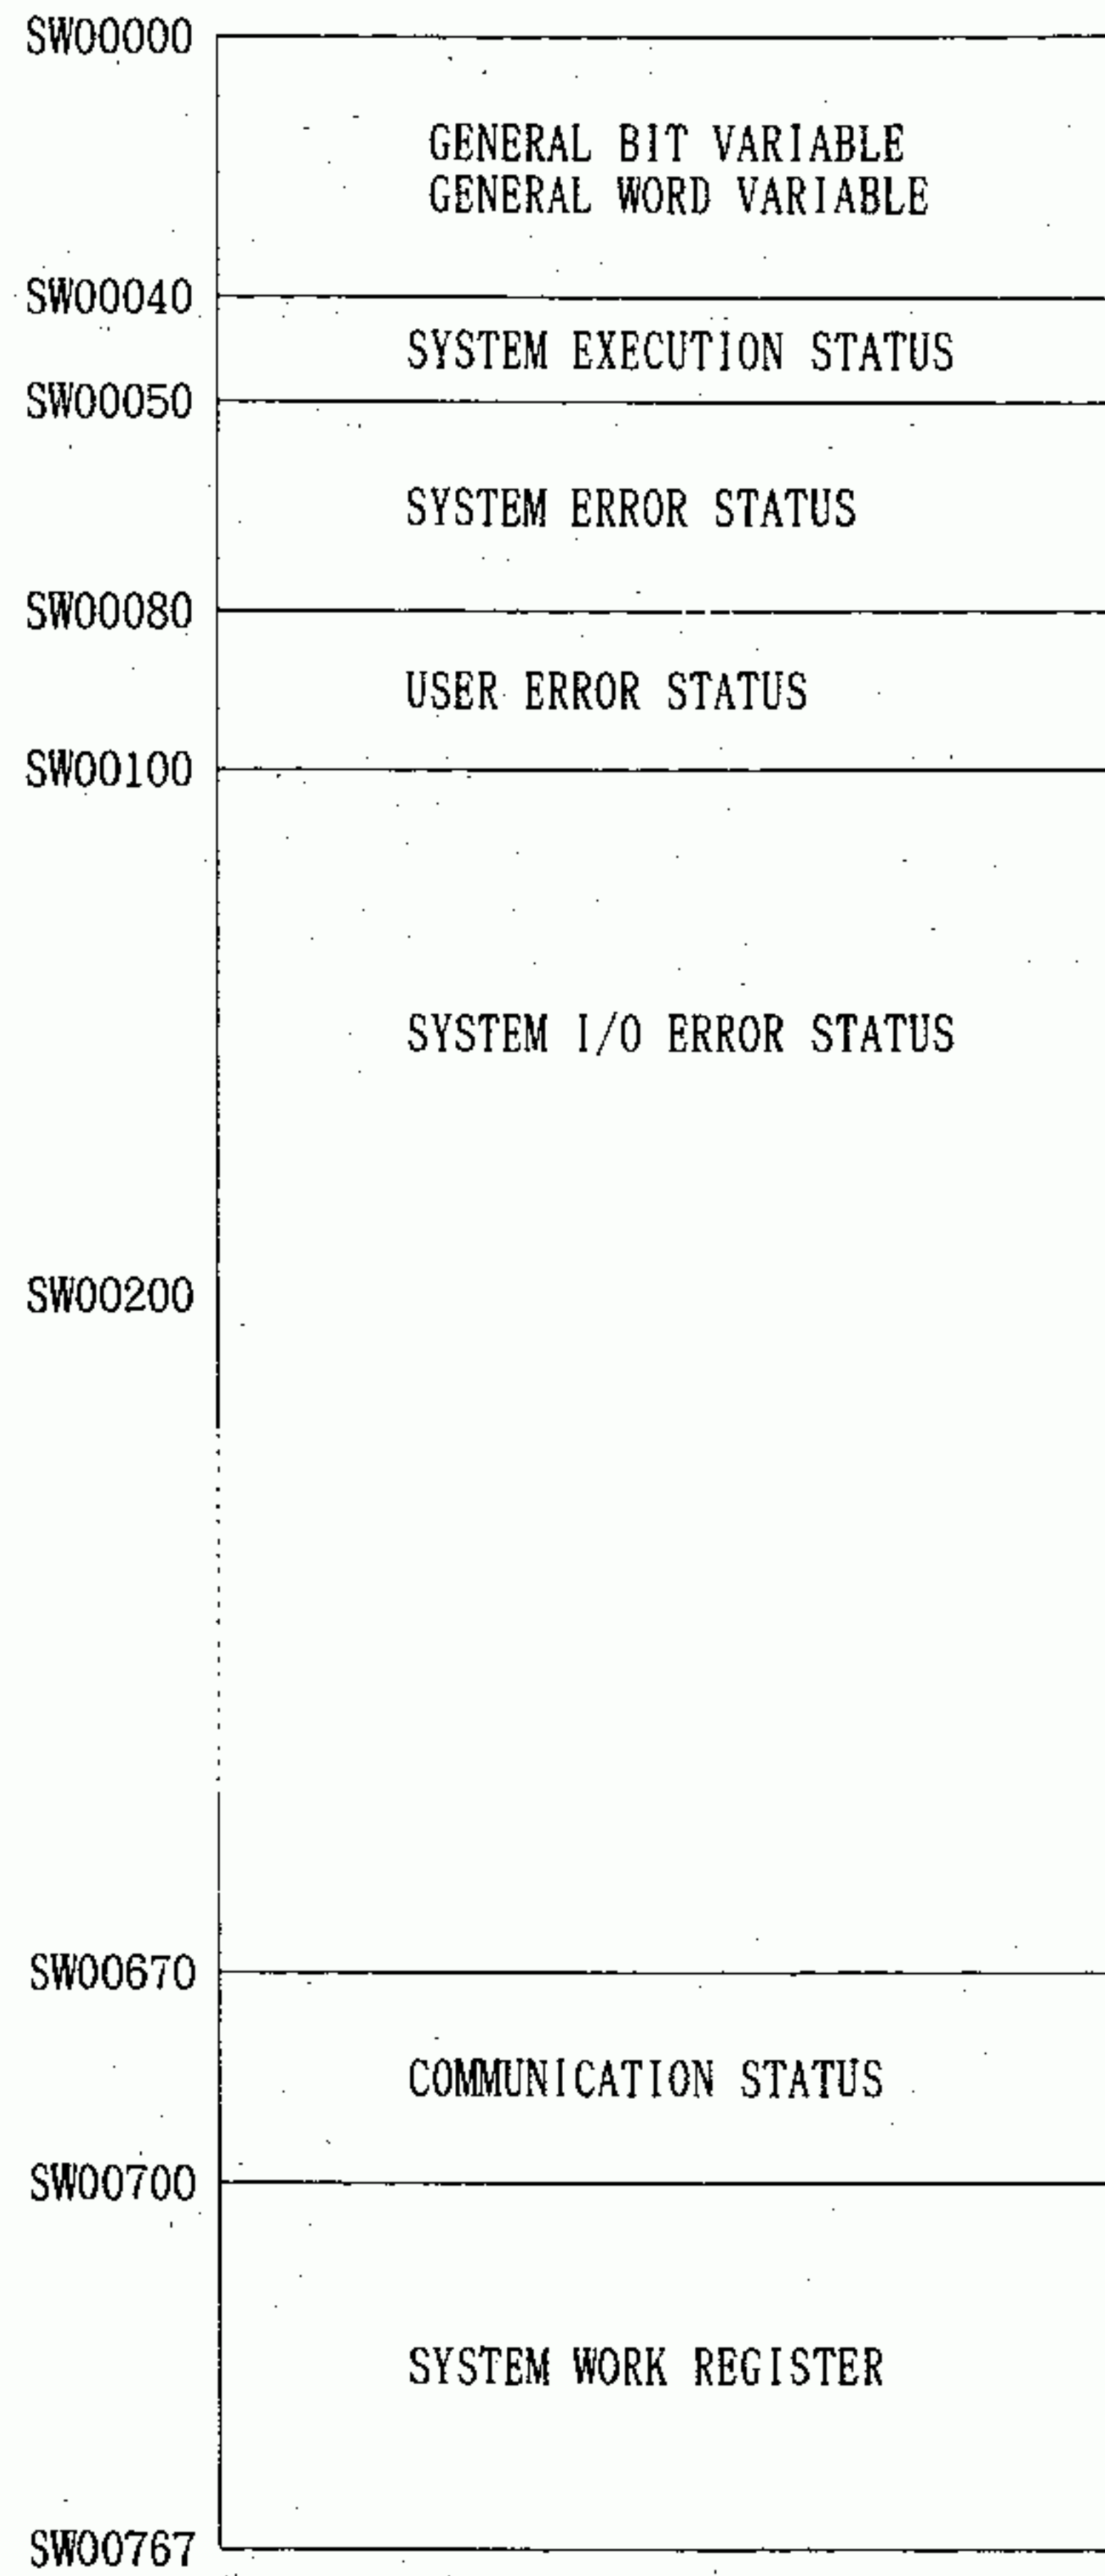 SW00000
GENERAL BIT VARIABLE
GENERAL WORD VARIABLE
SW00040
SYSTEM EXECUTION STATUS
SW00050
SYSTEM ERROR STATUS
SW00080
USER ERROR STATUS
SW00100
SYSTEM I/O ERROR STATUS
SW00200
SW00670
COMMUNICATION STATUS
SW00700
SYSTEM WORK REGISTER
SW00767